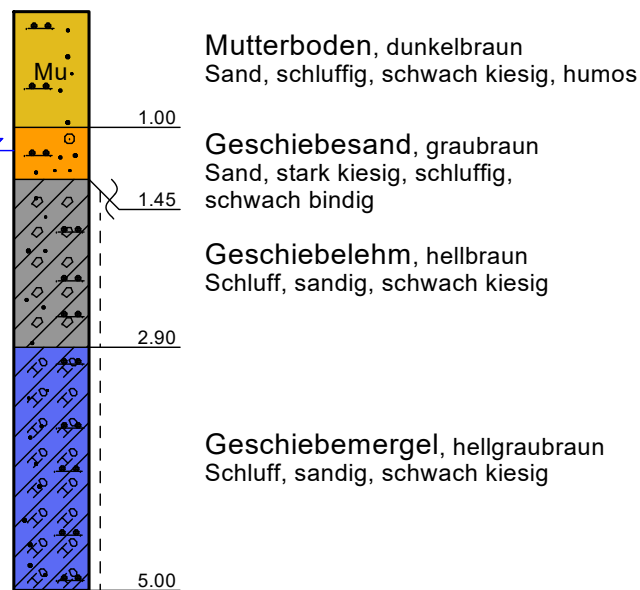 Mutterboden, dunkelbraun
Sand, schluffig, schwach kiesig, humos
Mu
1.00
Geschiebesand, graubraun
Sand, stark kiesig, schluffig,
schwach bindig
1.45
Geschiebelehm, hellbraun
Schluff, sandig, schwach kiesig
2.90
Geschiebemergel, hellgraubraun
Schluff, sandig, schwach kiesig
5.00